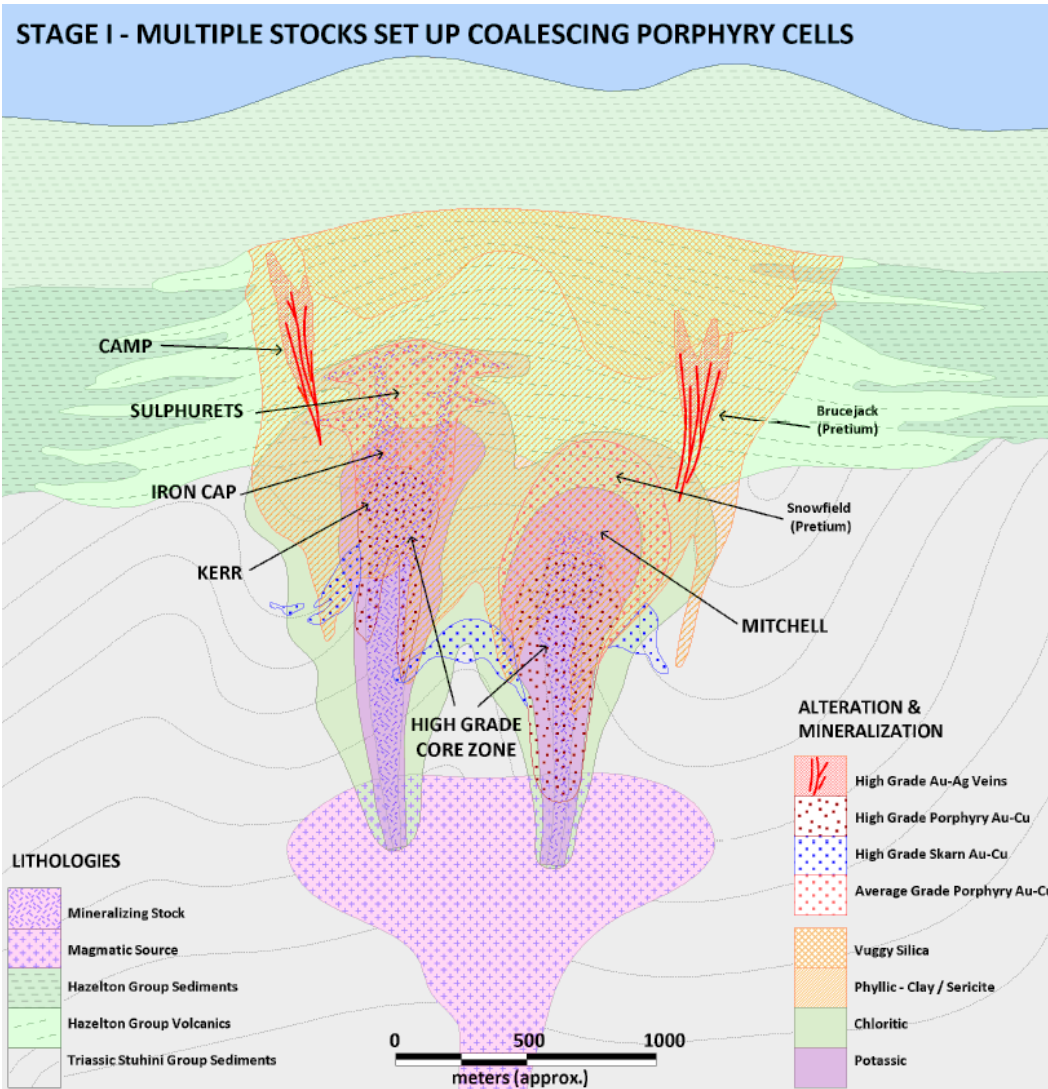 STAGE I - MULTIPLE STOCKS SET UP COALESCING PORPHYRY CELLS
CAMP
SULPHURETS
Brucejack
(Pretium)
IRON CAP
Snowfield
(Pretium)
KERR
MITCHELL
HIGH GRADE
CORE ZONE
ALTERATION &
MINERALIZATION
High Grade Au-Ag Veins
High Grade Porphyry Au-Cu
High Grade Skarn Au-Cu
Average Grade Porphyry Au-Cu
Vuggy Silica
Phyllic - Clay / Sericite
Chloritic
Potassic
LITHOLOGIES
Mineralizing Stock
Magmatic Source
Hazelton Group Sediments
Hazelton Group Volcanics
Triassic Stuhini Group Sediments
0 500 1000
meters (approx.)